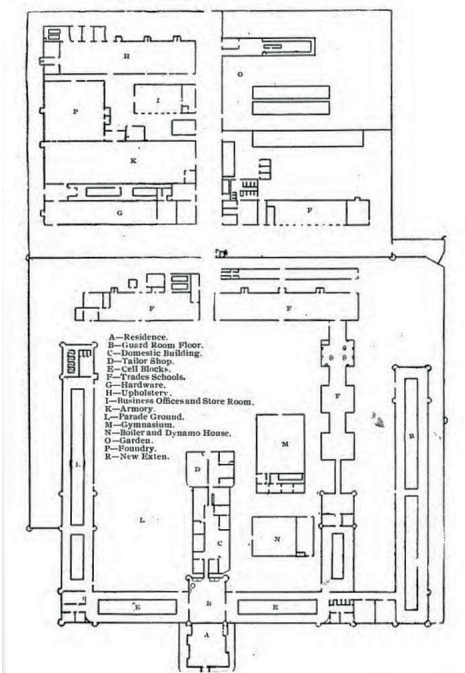 H
O
I
P
K
G
F
F
F
A—Residence.
B—Guard Room Floor.
C—Domestic Building.
D—Tailor Shop.
E—Cell Blocks.
F—Trades Schools.
G—Hardware.
H—Upholstery.
I—Business Offices and Store Room.
K—Armory.
L—Parade Ground.
M—Gymnasium.
N—Boiler and Dynamo House.
O—Garden.
P—Foundry.
R—New Exten.
F
M
R
D
L
C
N
E
B
E
A